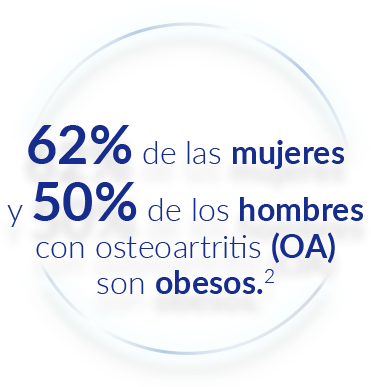 62% de las mujeres
y 50% de los hombres
con osteoartritis (OA)
son obesos.²